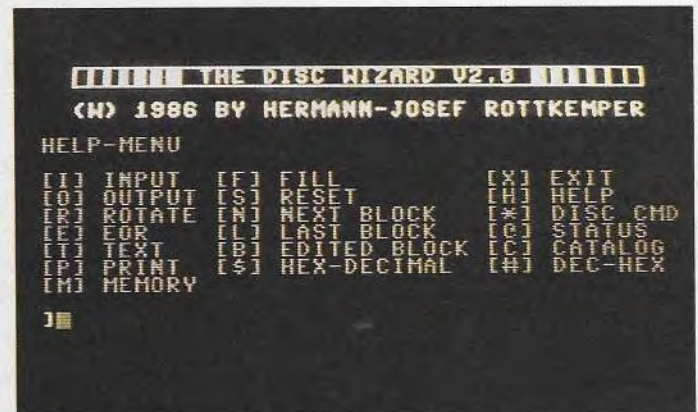 THE DISC WIZARD V2.0
(W) 1986 BY HERMANN-JOSEF ROTTKEMPER
HELP-MENU
[I] INPUT [F] FILL [X] EXIT
[O] OUTPUT [S] RESET [H] HELP
[R] ROTATE [N] NEXT BLOCK [*] DISC CMD
[E] EOR [L] LAST BLOCK [@] STATUS
[T] TEXT [B] EDITED BLOCK [C] CATALOG
[P] PRINT [$] HEX-DECIMAL [#] DEC-HEX
[M] MEMORY
]